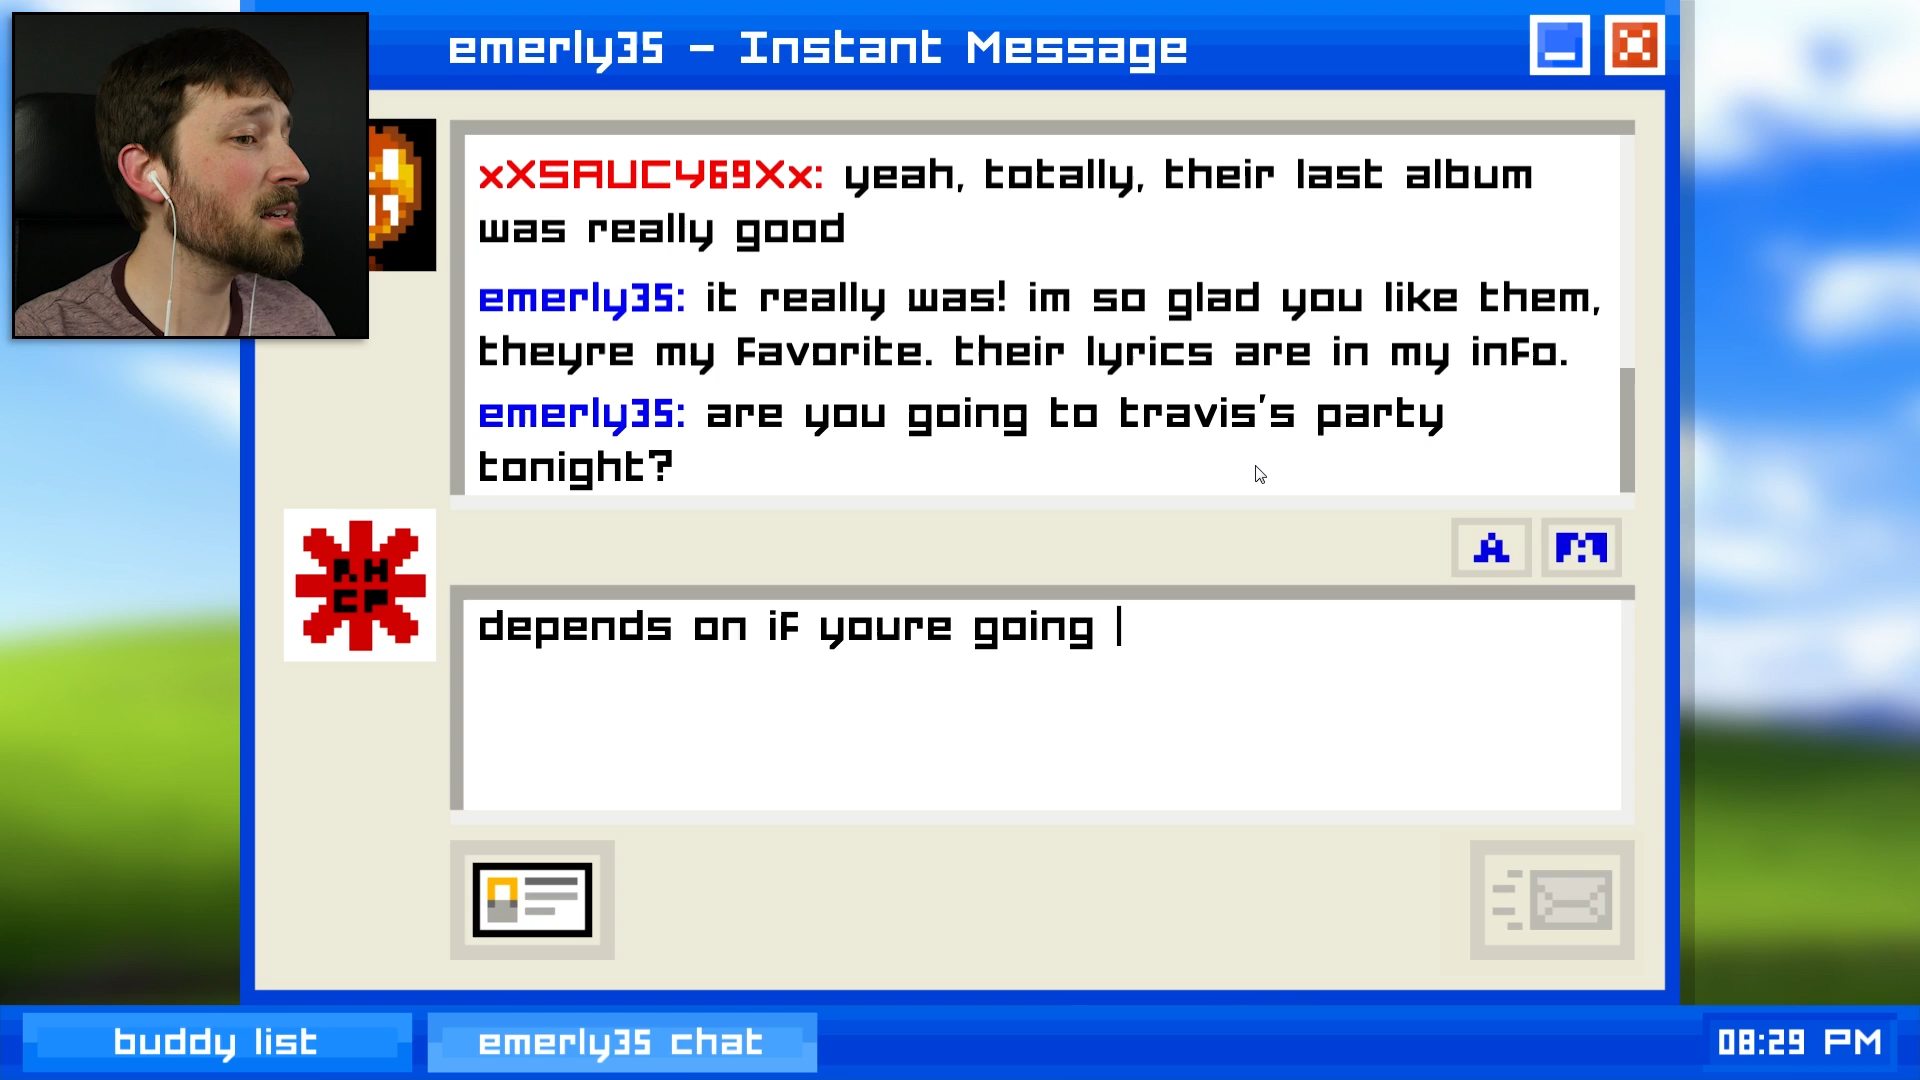 emerly35 - Instant Message
xXSAUCY69Xx: yeah, totally, their last album
was really good
emerly35: it really was! im so glad you like them,
theyre my favorite. their lyrics are in my info.
emerly35: are you going to travis's party
tonight?
A
RH
CP
depends on if youre going
buddy list
emerly35 chat
08:29 PM